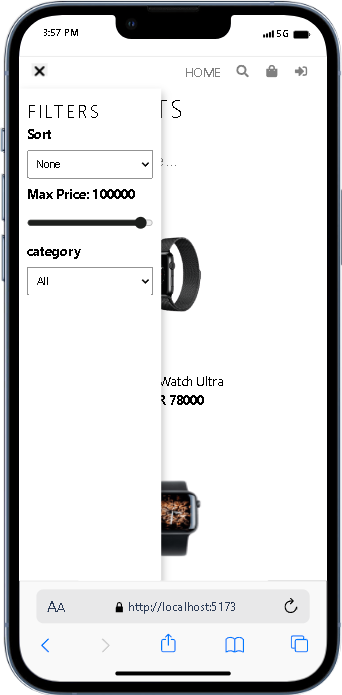 3:57 PM 5G
HOME
FILTERS
TS
Sort
None
Max Price: 100000
category
All
Watch Ultra
R 78000
AA http://localhost:5173